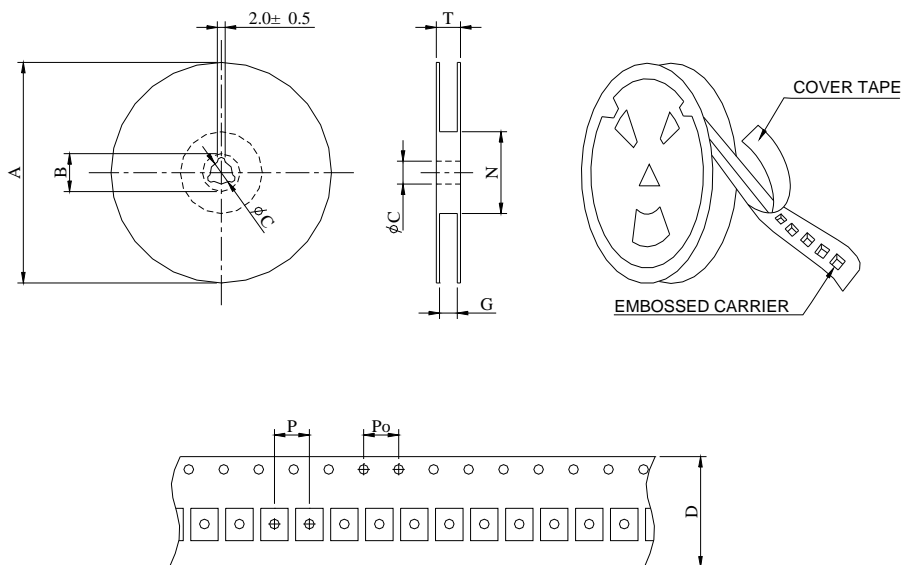 2.0± 0.5
T
A
B
ϕC
ϕC
N
G
COVER TAPE
EMBOSSED CARRIER
P
Po
D